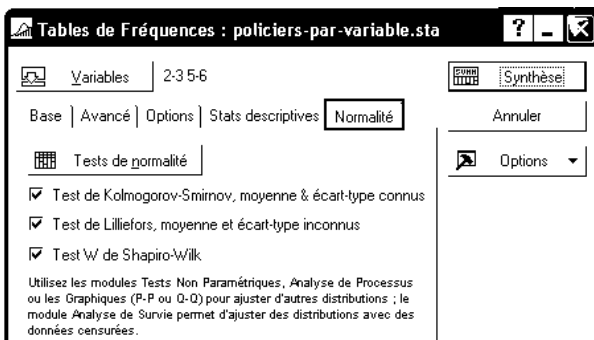 Tables de Fréquences : policiers-par-variable.sta
Variables 2-3 5-6 Synthèse
Base Avancé Options Stats descriptives Normalité Annuler
Tests de normalité Options
Test de Kolmogorov-Smirnov, moyenne & écart-type connus
Test de Lilliefors, moyenne et écart-type inconnus
Test W de Shapiro-Wilk
Utilisez les modules Tests Non Paramétriques, Analyse de Processus
ou les Graphiques (P-P ou Q-Q) pour ajuster d'autres distributions ; le
module Analyse de Survie permet d'ajuster des distributions avec des
données censurées.